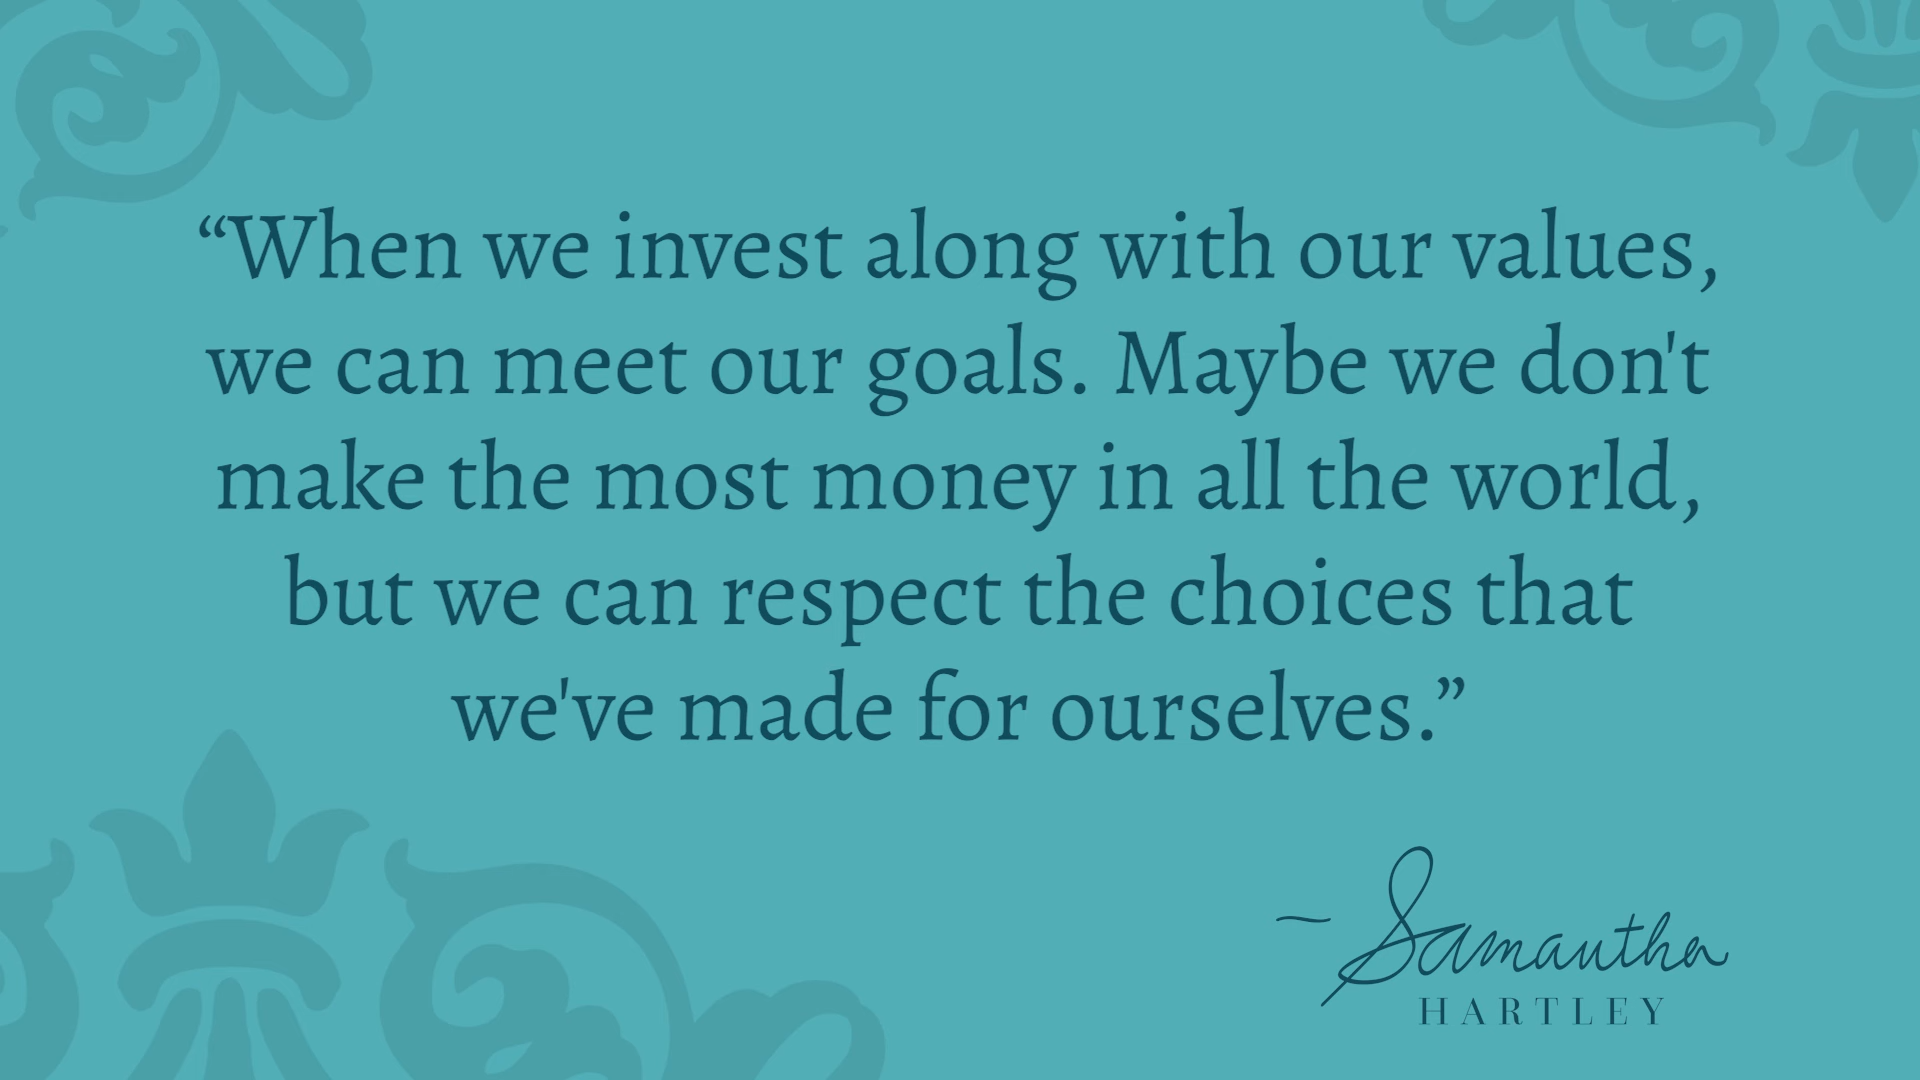 “When we invest along with our values,
we can meet our goals. Maybe we don't
make the most money in all the world,
but we can respect the choices that
we've made for ourselves.”
~Samantha
HARTLEY